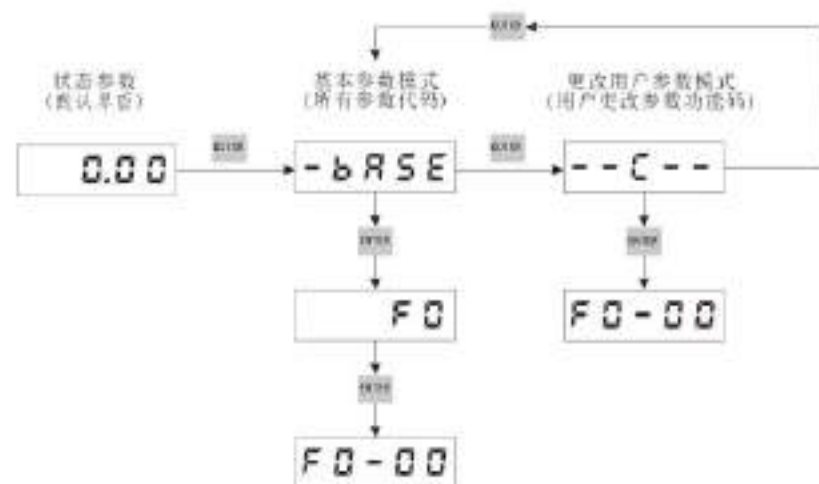 状态参数
(默认界面)
基本参数模式
(所有参数代码)
更改用户参数模式
(用户更改参数功能码)
0.00
-bASE
--C--
ENTER
F0
F0-00
ENTER
F0-00